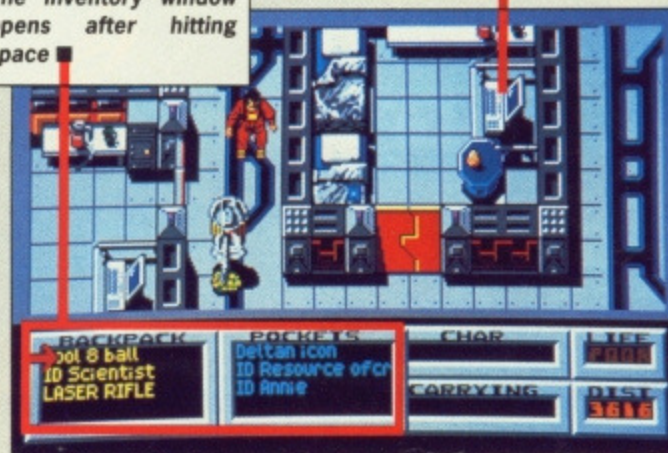 inventory window
opens after hitting
space
BACKPACK
Pool 8 ball
ID Scientist
LASER RIFLE
POCKETS
Deltan icon
ID Resource ofcr
ID Annie
CHAR
LIFE
CARRYING
DIST
3616